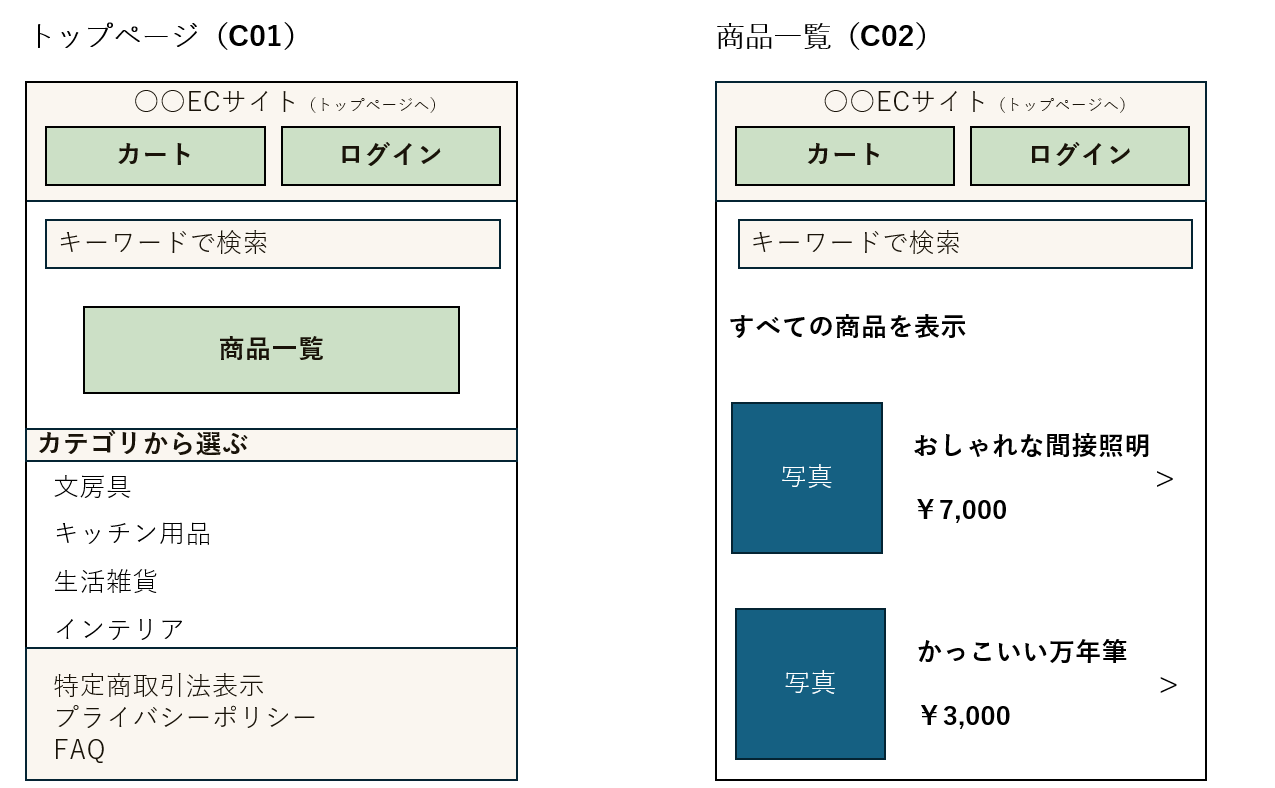 トップページ（C01）
〇〇ECサイト（トップページへ）
カート
ログイン
キーワードで検索
商品一覧
カテゴリから選ぶ
文房具
キッチン用品
生活雑貨
インテリア
特定商取引法表示
プライバシーポリシー
FAQ
商品一覧（C02）
〇〇ECサイト（トップページへ）
カート
ログイン
キーワードで検索
すべての商品を表示
写真
おしゃれな間接照明
￥7,000
>
写真
かっこいい万年筆
￥3,000
>